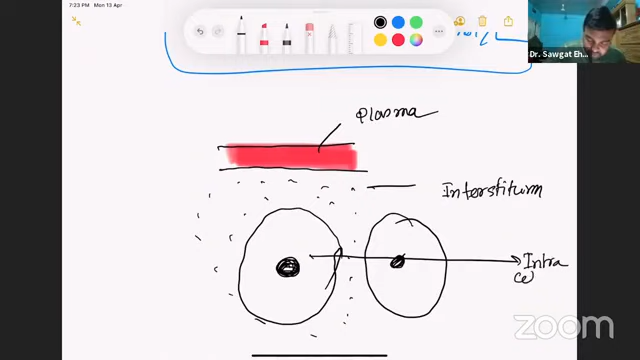 7:23 PM Mon 13 Apr
Dr. Sawgat Eh...
Plasma
Interstitium
Intra
Ce
zoom